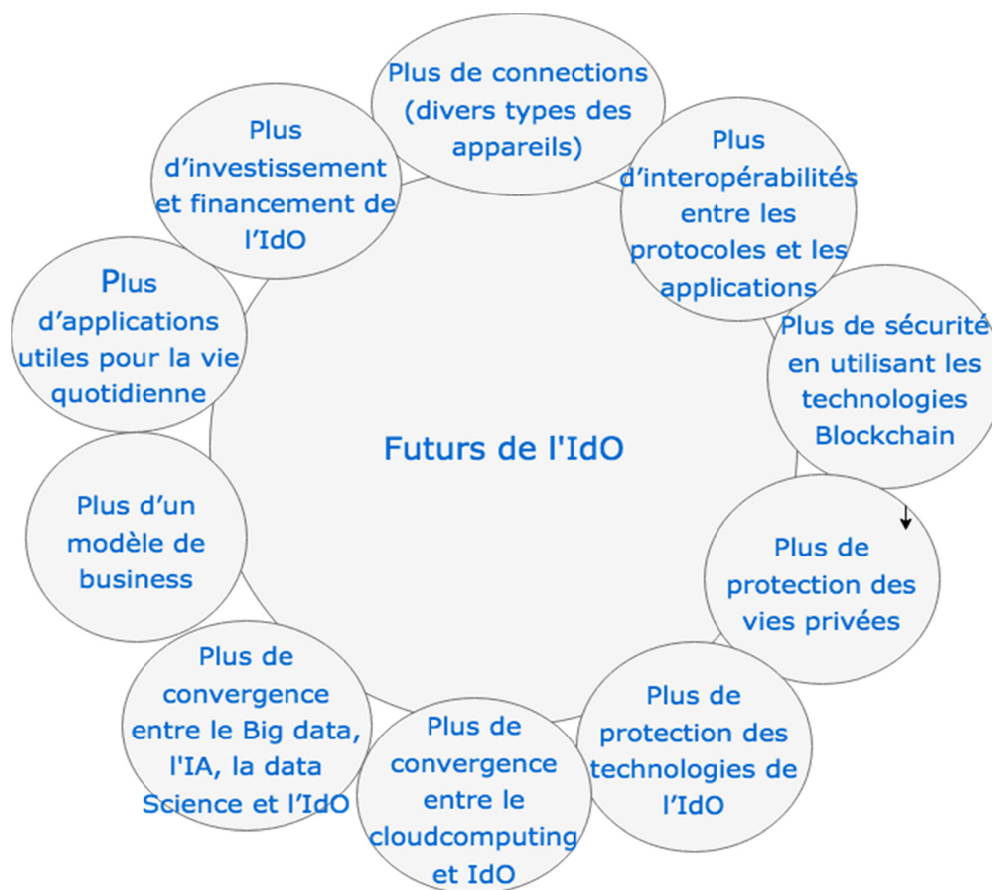 Plus de connections
(divers types des
appareils)
Plus
d’interopérabilités
entre les
protocoles et les
applications
Plus de sécurité
en utilisant les
technologies
Blockchain
Plus de
protection des
vies privées
Plus de
protection des
technologies de
l’IdO
Plus de
convergence
entre le
cloudcomputing
et IdO
Plus de
convergence
entre le Big data,
l'IA, la data
Science et l’IdO
Plus d’un
modèle de
business
Plus
d’applications
utiles pour la vie
quotidienne
Plus
d’investissement
et financement de
l’IdO
Futurs de l'IdO